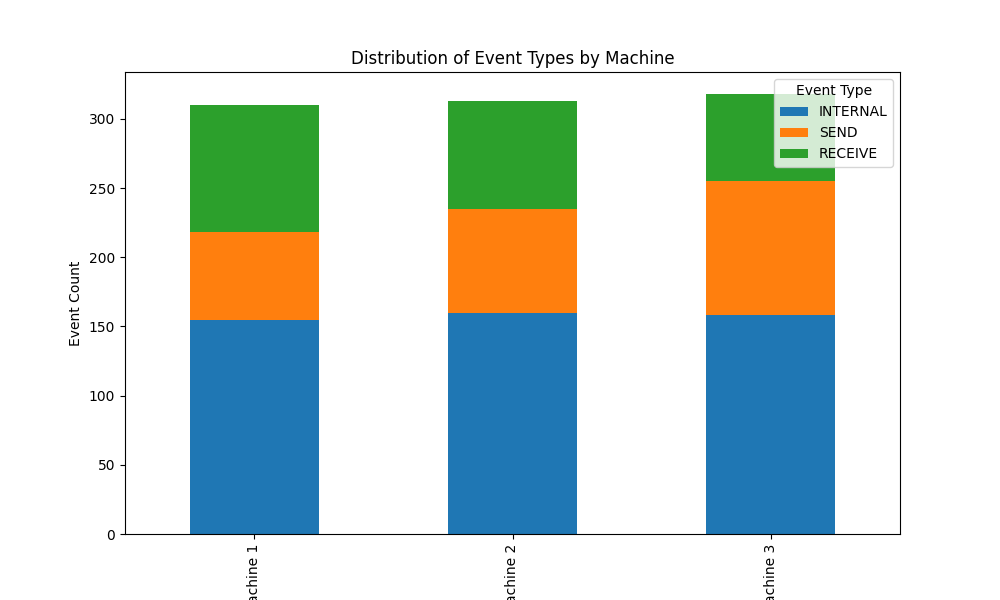 Distribution of Event Types by Machine
Event Type
INTERNAL
SEND
RECEIVE
Event Count
300
250
200
150
100
50
0
achine 1
achine 2
achine 3